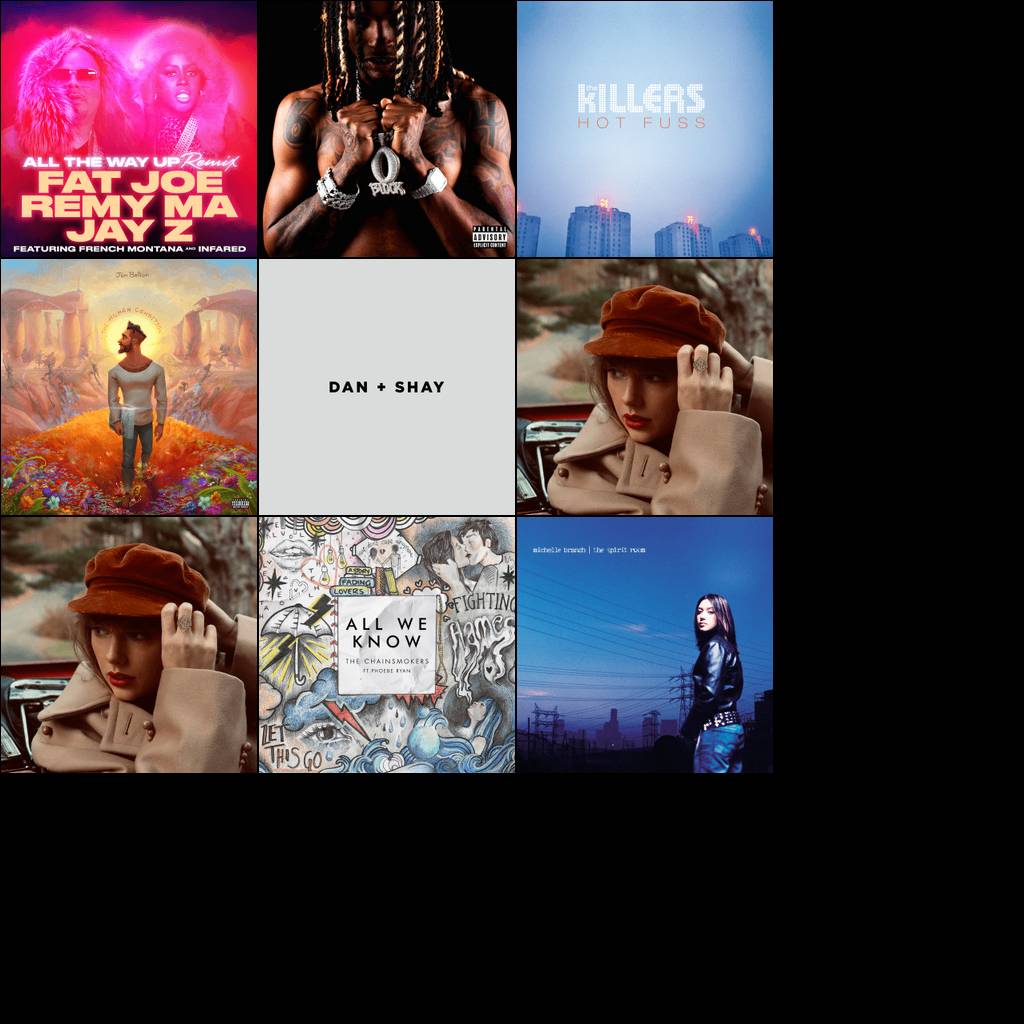 ALL THE WAY UP Remix
FAT JOE
REMY MA
JAY Z
FEATURING FRENCH MONTANA AND INFARED
O
BLOCK
PARENTAL
ADVISORY
EXPLICIT CONTENT
the
KILLERS
HOT FUSS
Jon Bellion
THE HUMAN CONDITION
DAN + SHAY
A STORY
FADING
LOVERS
FIGHTING
flames
ALL WE
KNOW
THE CHAINSMOKERS
FT. PHOEBE RYAN
LET
THIS GO
michelle branch | the spirit room